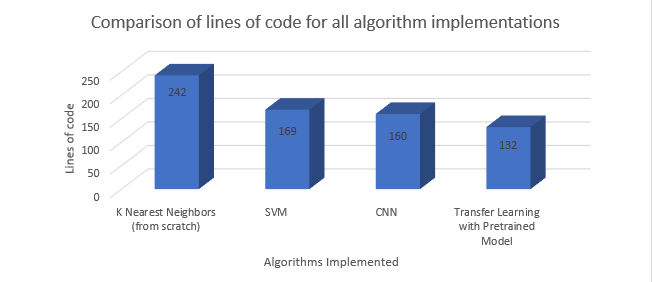 Comparison of lines of code for all algorithm implementations
Lines of code
250
200
150
100
50
0
242
169
160
132
K Nearest Neighbors
(from scratch)
SVM
CNN
Transfer Learning
with Pretrained
Model
Algorithms Implemented